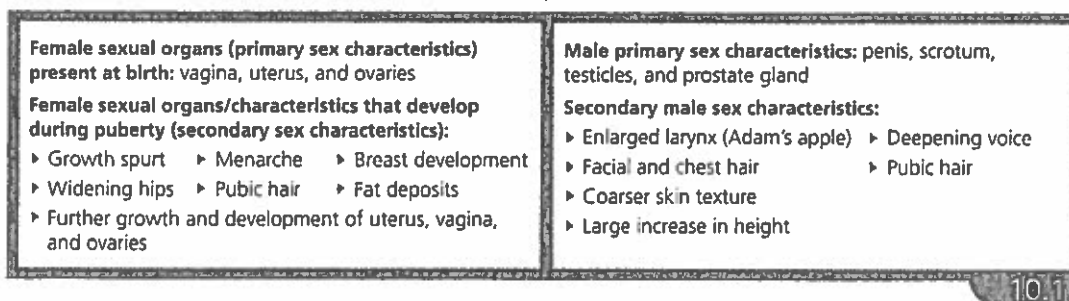 Female sexual organs (primary sex characteristics)
present at birth: vagina, uterus, and ovaries
Female sexual organs/characteristics that develop
during puberty (secondary sex characteristics):
▸ Growth spurt ▸ Menarche ▸ Breast development
▸ Widening hips ▸ Pubic hair ▸ Fat deposits
▸ Further growth and development of uterus, vagina,
and ovaries
Male primary sex characteristics: penis, scrotum,
testicles, and prostate gland
Secondary male sex characteristics:
▸ Enlarged larynx (Adam's apple) ▸ Deepening voice
▸ Facial and chest hair ▸ Pubic hair
▸ Coarser skin texture
▸ Large increase in height
10.1